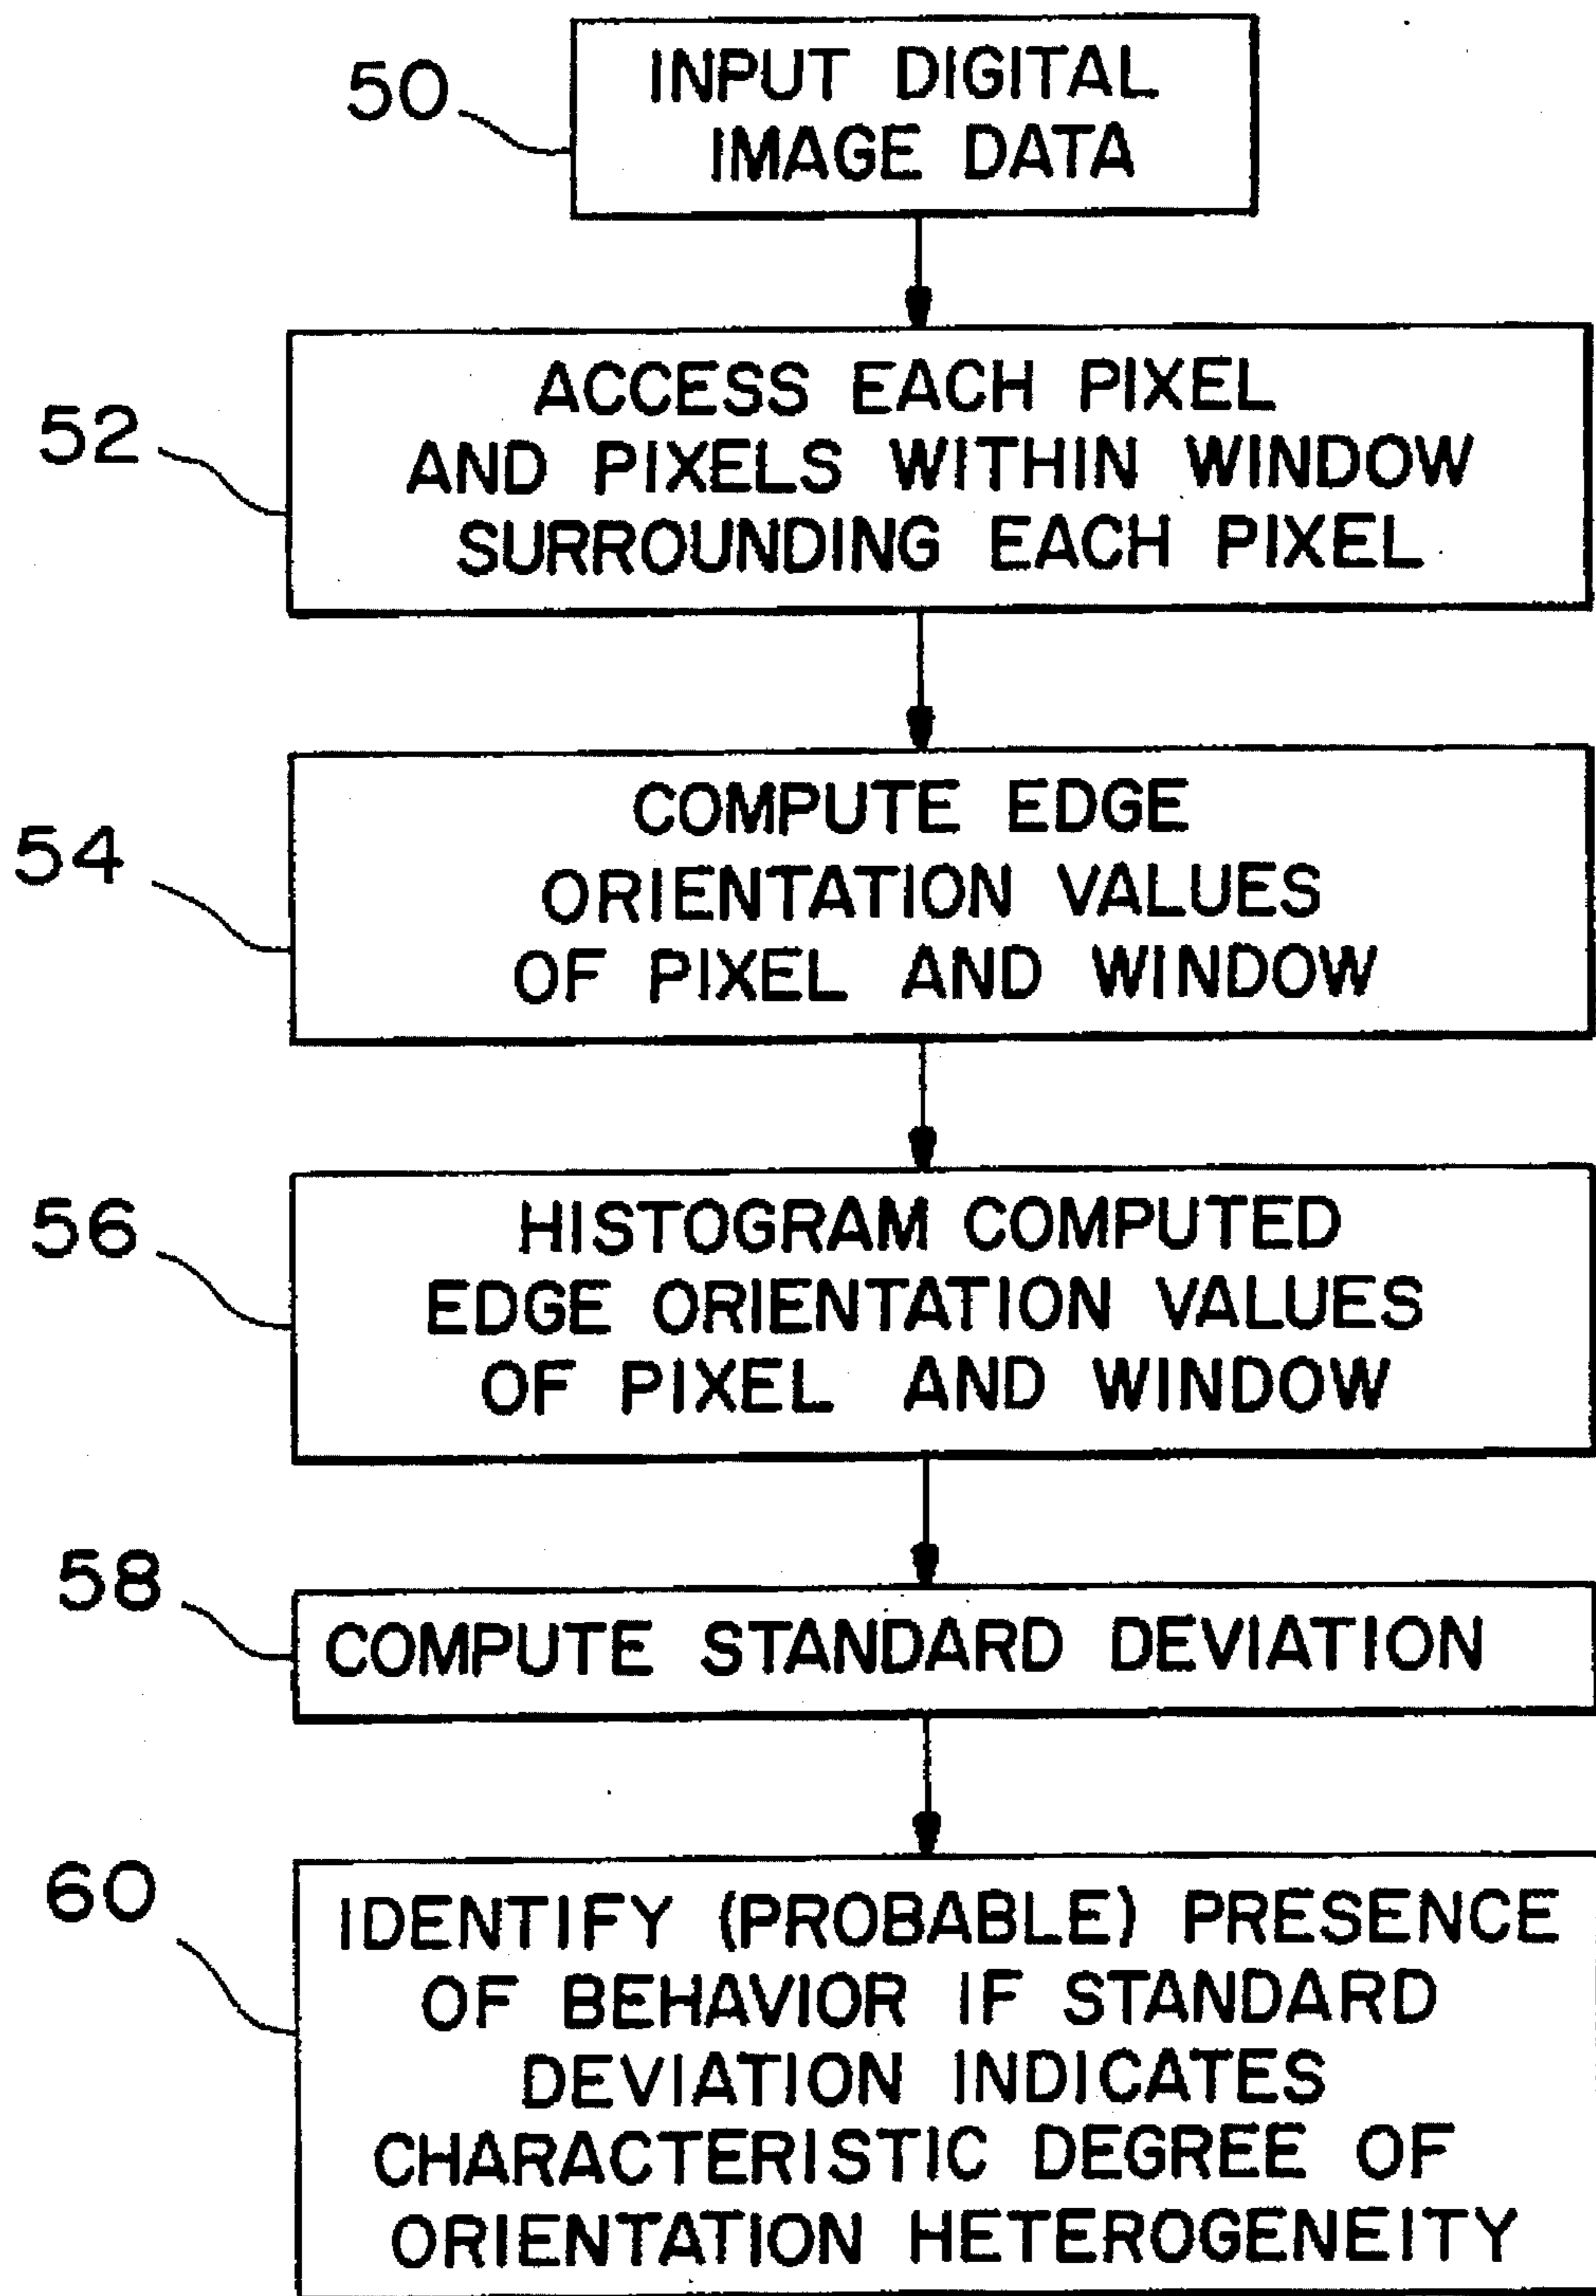 50
INPUT DIGITAL
IMAGE DATA
52
ACCESS EACH PIXEL
AND PIXELS WITHIN WINDOW
SURROUNDING EACH PIXEL
54
COMPUTE EDGE
ORIENTATION VALUES
OF PIXEL AND WINDOW
56
HISTOGRAM COMPUTED
EDGE ORIENTATION VALUES
OF PIXEL AND WINDOW
58
COMPUTE STANDARD DEVIATION
60
IDENTIFY (PROBABLE) PRESENCE
OF BEHAVIOR IF STANDARD
DEVIATION INDICATES
CHARACTERISTIC DEGREE OF
ORIENTATION HETEROGENEITY